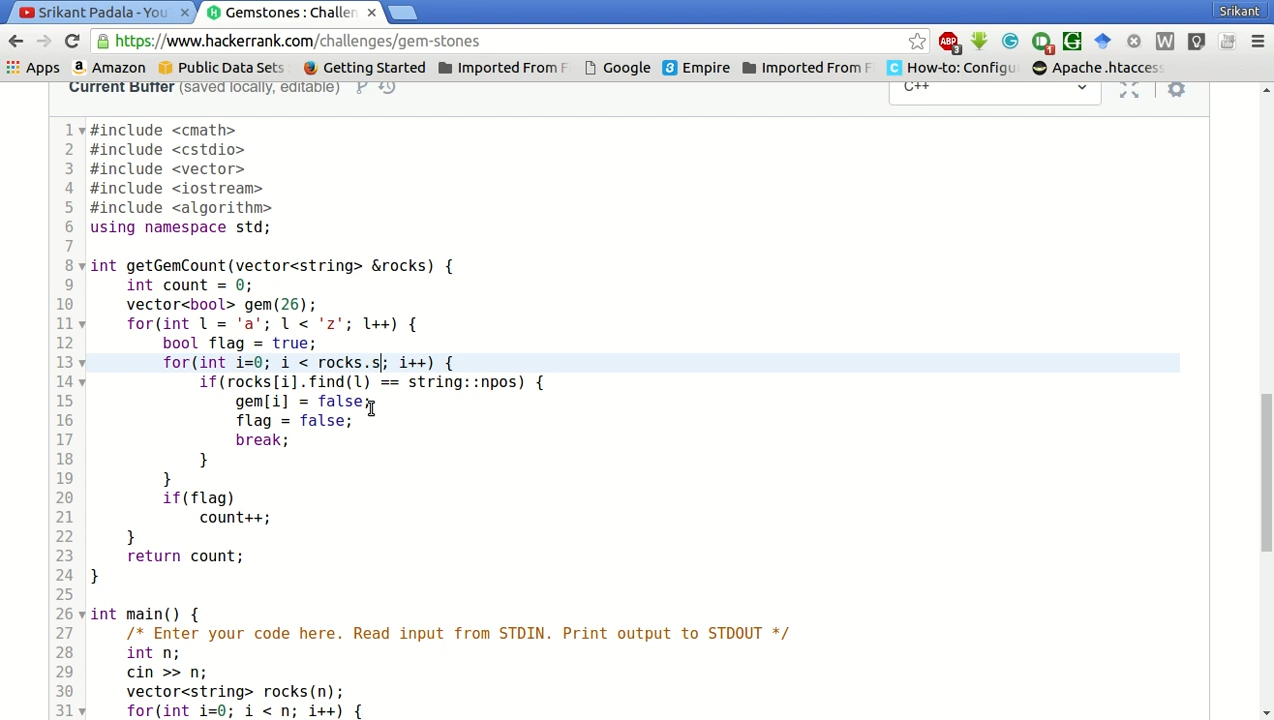 Srikant Padala - You
Gemstones : Challen
Srikant
https://www.hackerrank.com/challenges/gem-stones
Apps Amazon Public Data Sets Getting Started Imported From F Google Empire Imported From F How-to: Configu Apache .htaccess
Current Buffer (saved locally, editable) C++
1 #include <cmath>
2 #include <cstdio>
3 #include <vector>
4 #include <iostream>
5 #include <algorithm>
6 using namespace std;
7
8 int getGemCount(vector<string> &rocks) {
9 int count = 0;
10 vector<bool> gem(26);
11 for(int l = 'a'; l < 'z'; l++) {
12 bool flag = true;
13 for(int i=0; i < rocks.s; i++) {
14 if(rocks[i].find(l) == string::npos) {
15 gem[i] = false;
16 flag = false;
17 break;
18 }
19 }
20 if(flag)
21 count++;
22 }
23 return count;
24 }
25
26 int main() {
27 /* Enter your code here. Read input from STDIN. Print output to STDOUT */
28 int n;
29 cin >> n;
30 vector<string> rocks(n);
31 for(int i=0; i < n; i++) {